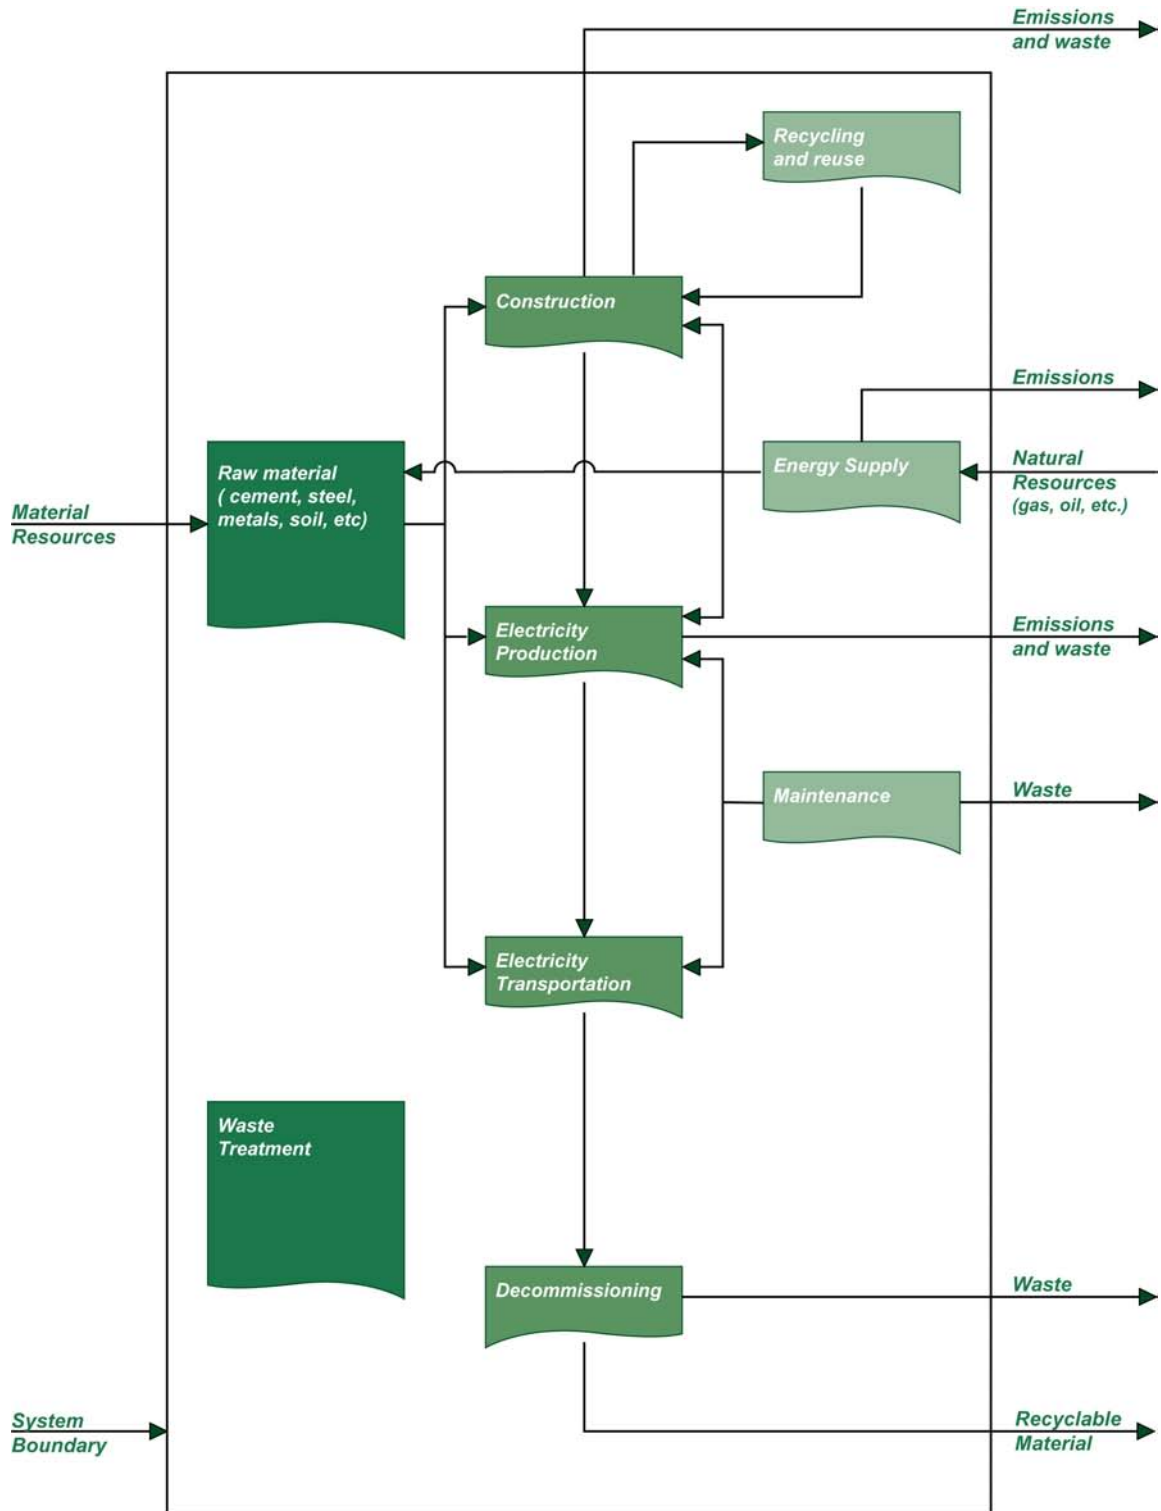 Emissions
and waste
Recycling
and reuse
Construction
Emissions
Raw material
( cement, steel,
metals, soil, etc)
Energy Supply
Natural
Resources
(gas, oil, etc.)
Material
Resources
Electricity
Production
Emissions
and waste
Maintenance
Waste
Electricity
Transportation
Waste
Treatment
Decommissioning
Waste
System
Boundary
Recyclable
Material